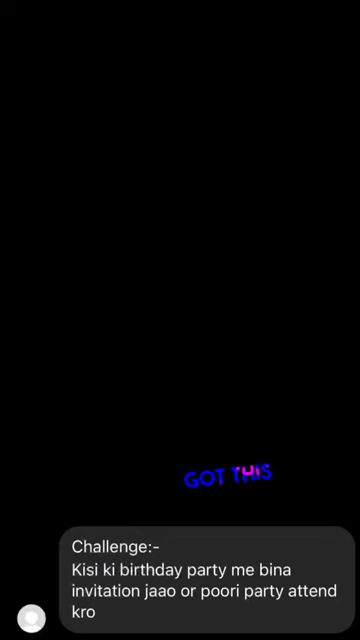 GOT THIS
Challenge:-
Kisi ki birthday party me bina
invitation jaao or poori party attend
kro